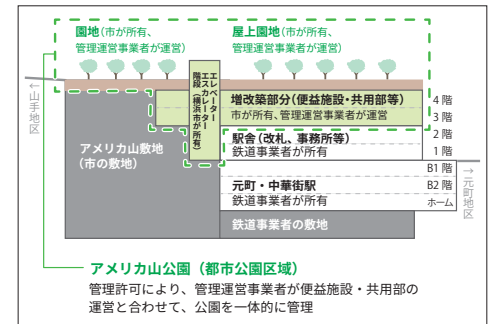 園地(市が所有、
管理運営事業者が運営)
屋上園地(市が所有、
管理運営事業者が運営)
エレベーター
エスカレーター
階段(横浜市が所有)
←山手地区
増改築部分(便益施設・共用部等)
市が所有、管理運営事業者が運営
4 階
3 階
駅舎(改札、事務所等)
鉄道事業者が所有
2 階
1 階
アメリカ山敷地
(市の敷地)
元町・中華街駅
鉄道事業者が所有
B1 階
B2 階
ホーム
→元町地区
鉄道事業者の敷地
アメリカ山公園(都市公園区域)
管理許可により、管理運営事業者が便益施設・共用部の
運営と合わせて、公園を一体的に管理